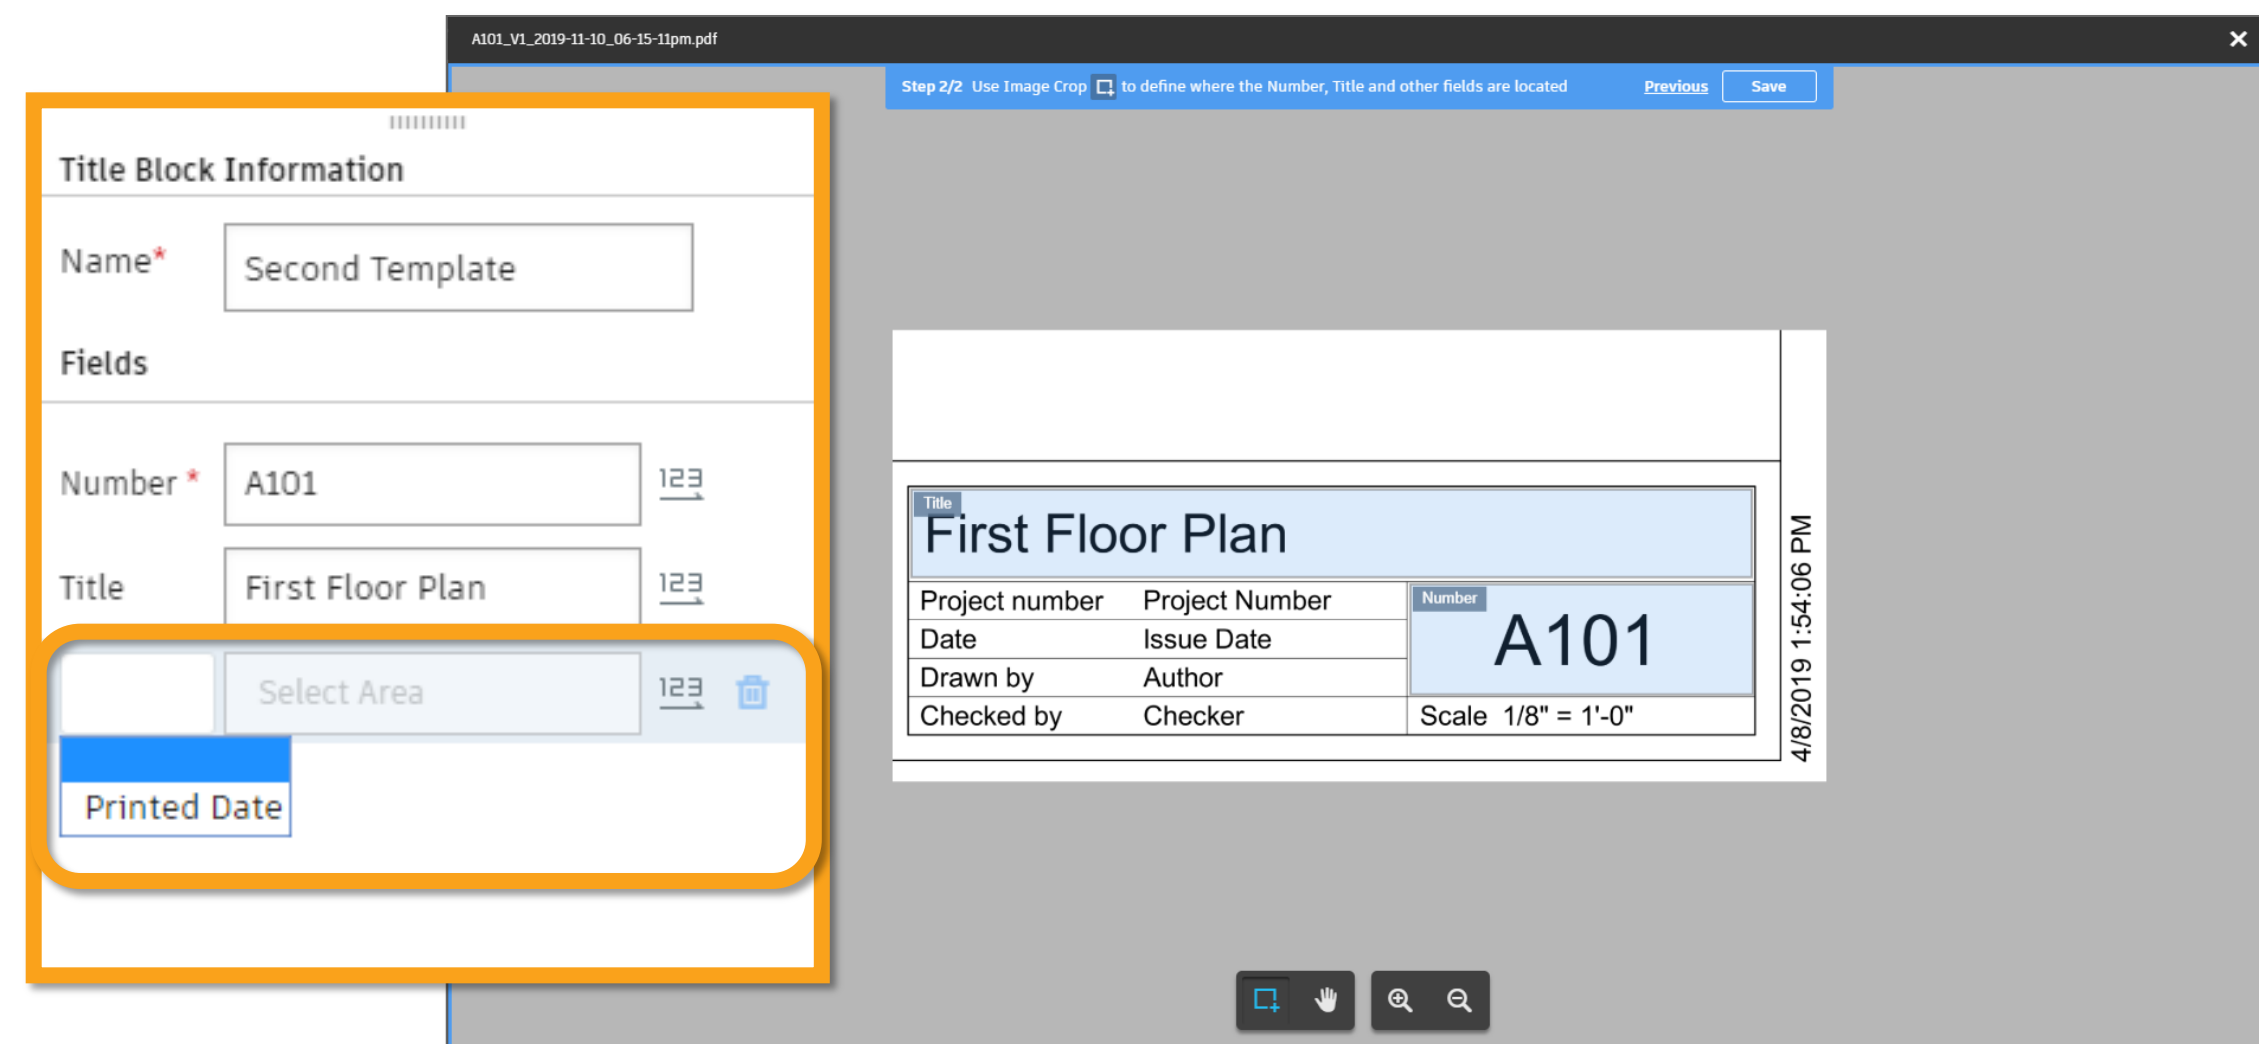 A101_V1_2019-11-10_06-15-11pm.pdf
Step 2/2 Use Image Crop to define where the Number, Title and other fields are located
Previous
Save
Title Block Information
Name*
Second Template
Fields
Number *
A101
123
Title
First Floor Plan
123
Select Area
123
Printed Date
Title
First Floor Plan
Project number Project Number
Number
A101
Date Issue Date
Drawn by Author
Checked by Checker
Scale 1/8" = 1'-0"
4/8/2019 1:54:06 PM